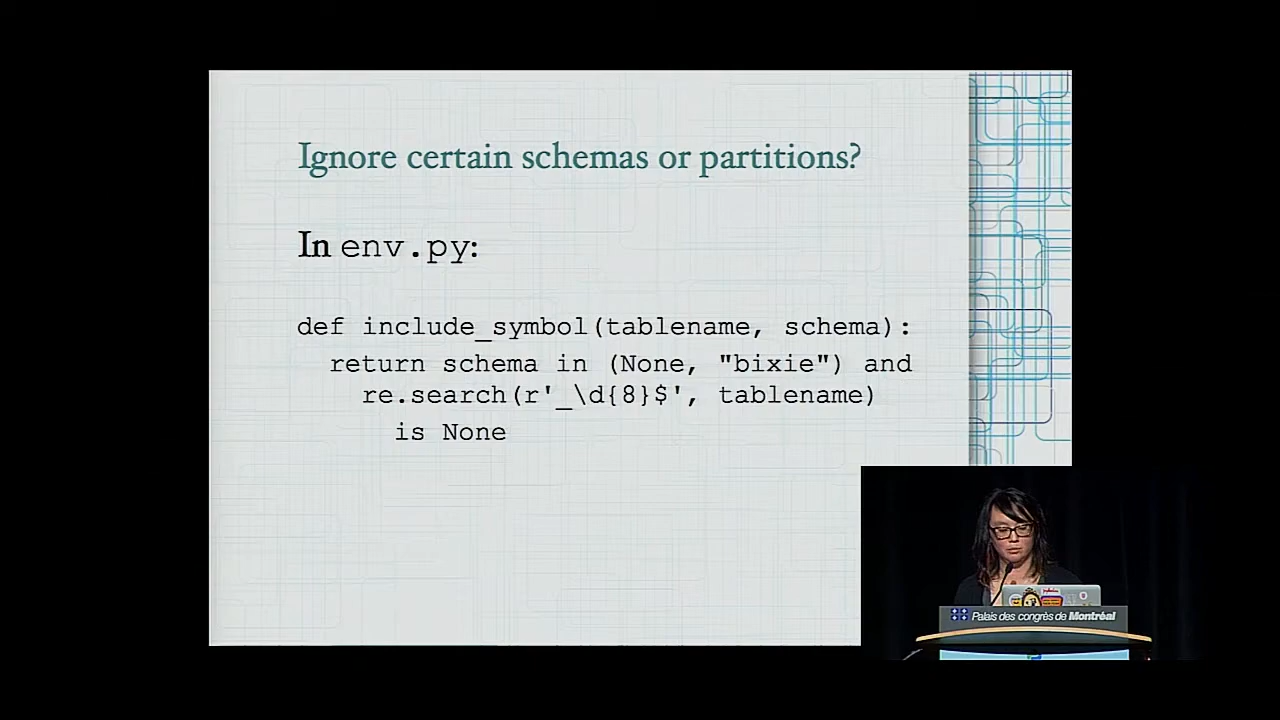 Ignore certain schemas or partitions?
In env.py:
def include_symbol(tablename, schema):
return schema in (None, "bixie") and
re.search(r'_\d{8}$', tablename)
is None
Palais des congrès de Montréal